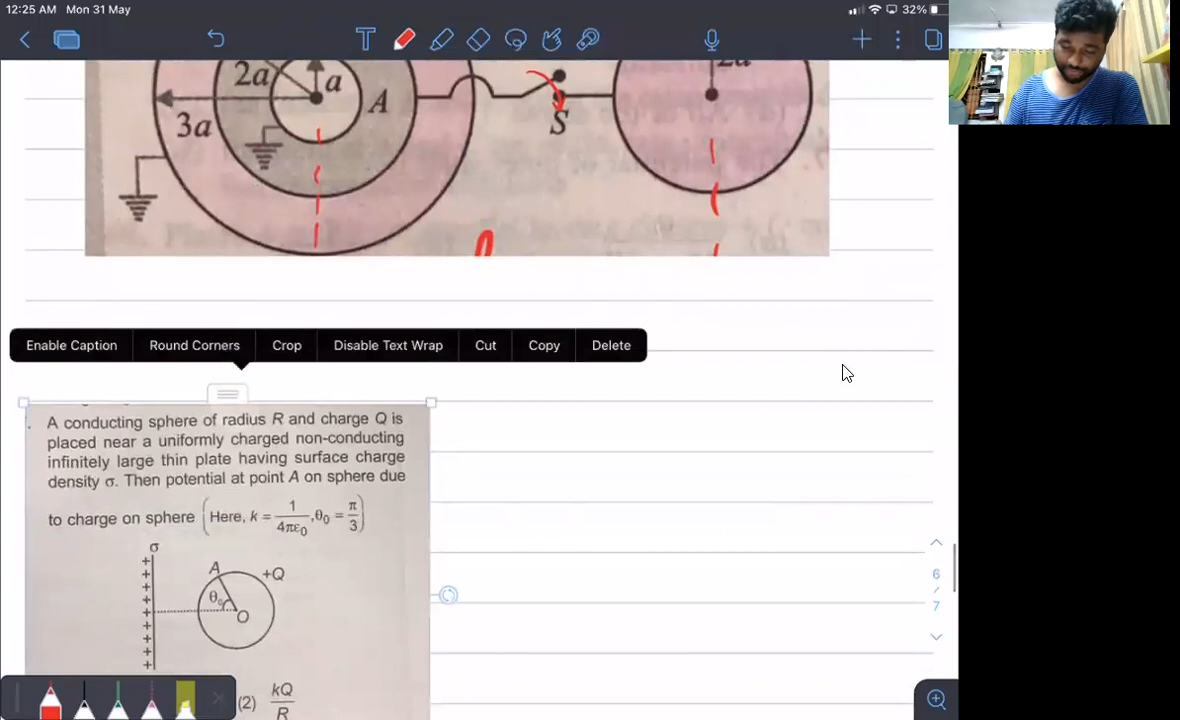 12:25 AM Mon 31 May
32%
2a
a
A
3a
2a
S
Enable Caption
Round Corners
Crop
Disable Text Wrap
Cut
Copy
Delete
A conducting sphere of radius R and charge Q is
placed near a uniformly charged non-conducting
infinitely large thin plate having surface charge
density σ. Then potential at point A on sphere due
to charge on sphere (Here, k = 1/4πε₀, θ₀ = π/3)
σ
A
+Q
θ₀
O
6
/
7
(2) kQ/R